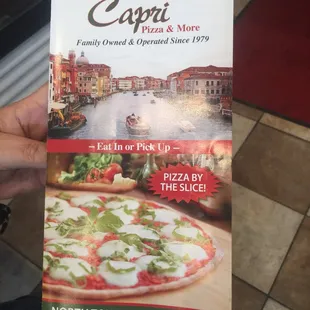 Capri
Pizza & More
Family Owned & Operated Since 1979
— Eat In or Pick Up —
PIZZA BY
THE SLICE!